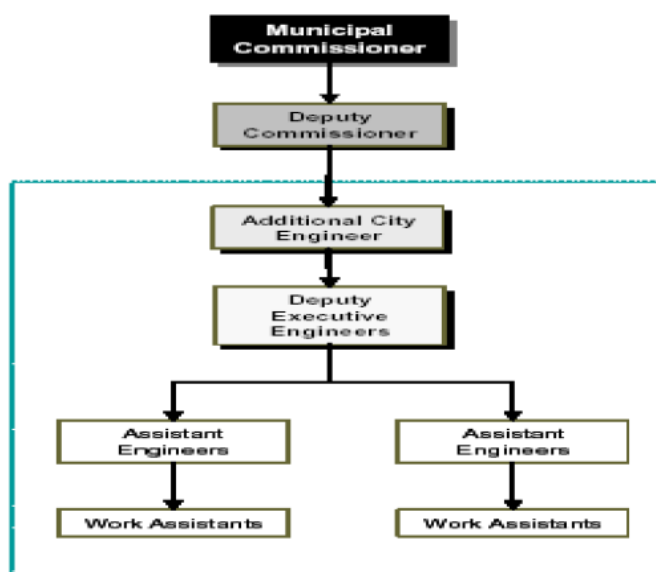 Municipal
Commissioner
Deputy
Commissioner
Additional City
Engineer
Deputy
Executive
Engineers
Assistant
Engineers
Assistant
Engineers
Work Assistants
Work Assistants